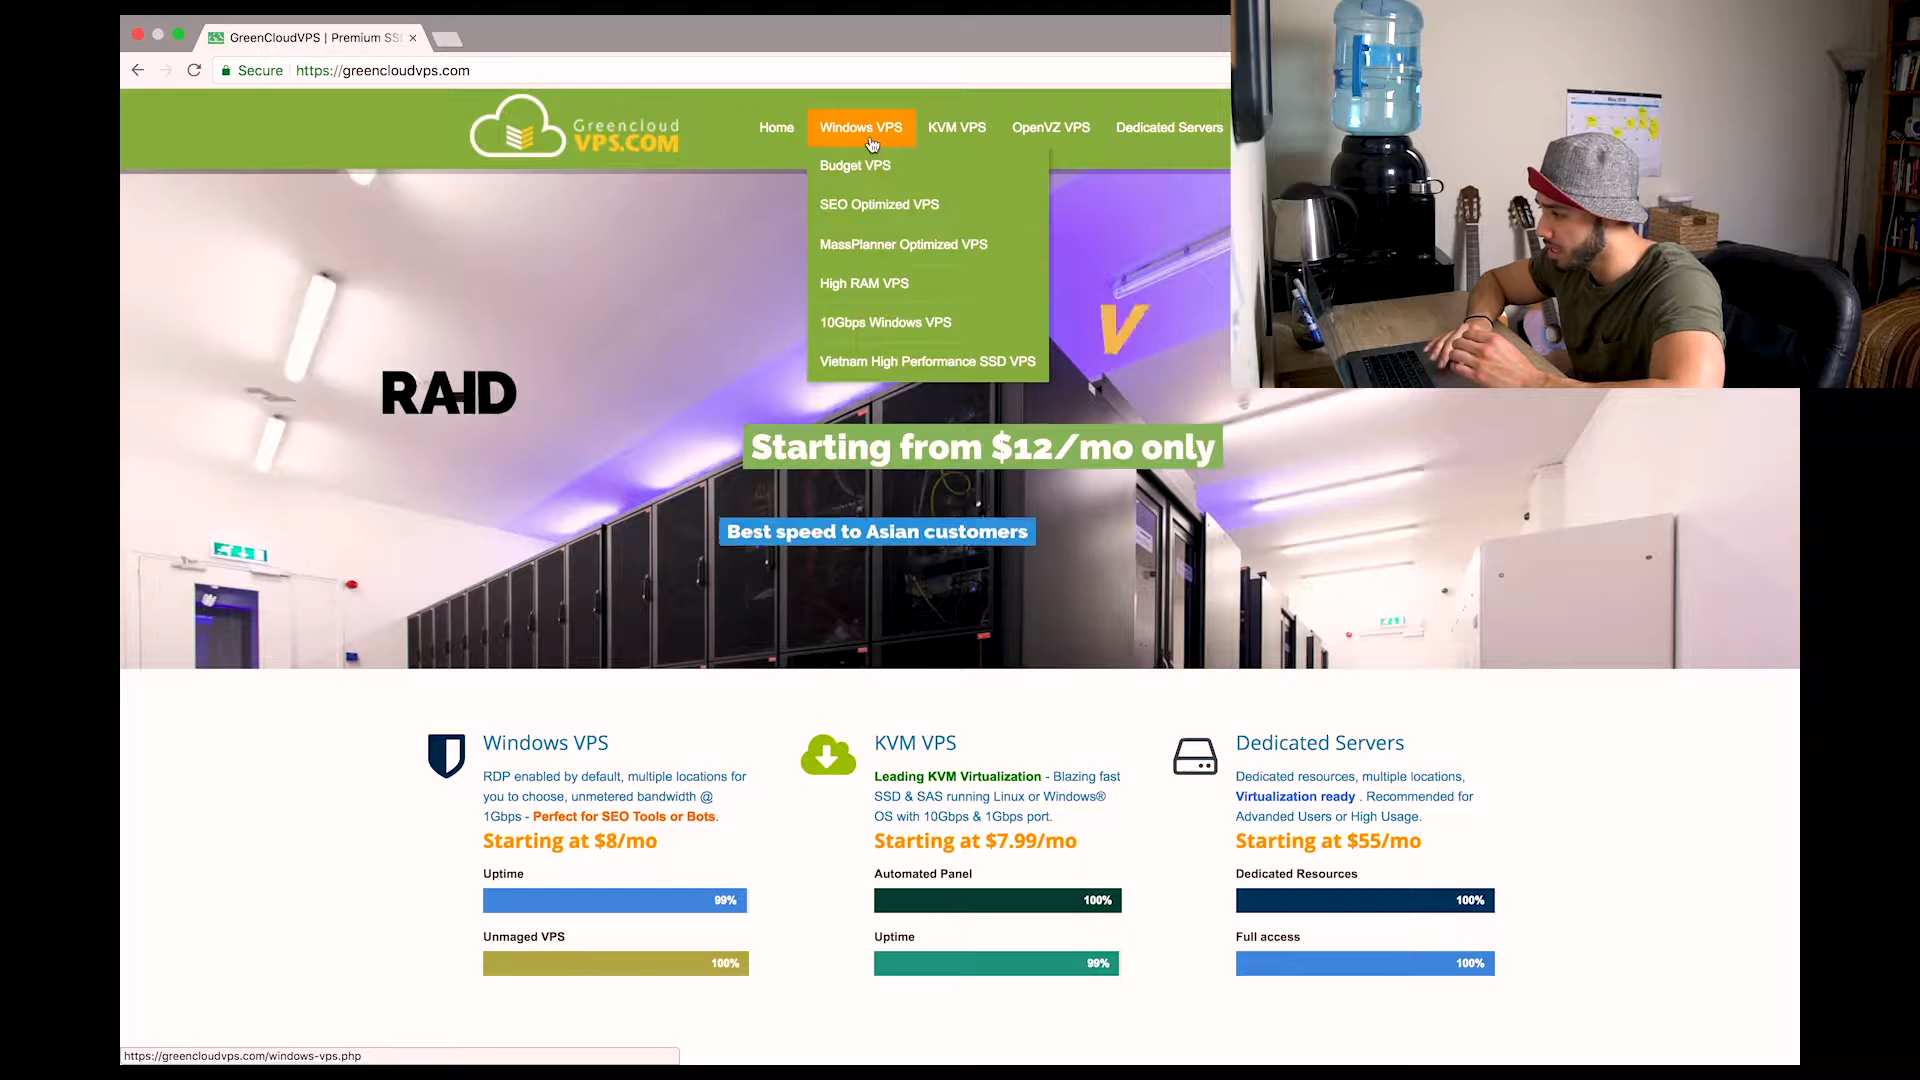 GreenCloudVPS | Premium SS
Secure
https://greencloudvps.com
Greencloud
VPS.COM
Home
Windows VPS
KVM VPS
OpenVZ VPS
Dedicated Servers
Budget VPS
SEO Optimized VPS
MassPlanner Optimized VPS
High RAM VPS
10Gbps Windows VPS
Vietnam High Performance SSD VPS
V
RAID
Starting from $12/mo only
Best speed to Asian customers
Windows VPS
RDP enabled by default, multiple locations for
you to choose, unmetered bandwidth @
1Gbps - Perfect for SEO Tools or Bots.
Starting at $8/mo
Uptime
99%
Unmaged VPS
100%
KVM VPS
Leading KVM Virtualization - Blazing fast
SSD & SAS running Linux or Windows®
OS with 10Gbps & 1Gbps port.
Starting at $7.99/mo
Automated Panel
100%
Uptime
99%
Dedicated Servers
Dedicated resources, multiple locations,
Virtualization ready . Recommended for
Advanded Users or High Usage.
Starting at $55/mo
Dedicated Resources
100%
Full access
100%
https://greencloudvps.com/windows-vps.php